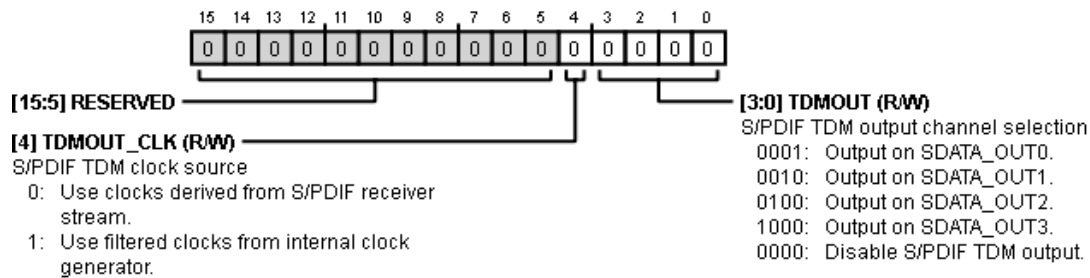 15 14 13 12 11 10 9 8 7 6 5 4 3 2 1 0
0 0 0 0 0 0 0 0 0 0 0 0 0 0 0 0
[15:5] RESERVED
[4] TDMOUT_CLK (R/W)
S/PDIF TDM clock source
0: Use clocks derived from S/PDIF receiver
stream.
1: Use filtered clocks from internal clock
generator.
[3:0] TDMOUT (R/W)
S/PDIF TDM output channel selection
0001: Output on SDATA_OUT0.
0010: Output on SDATA_OUT1.
0100: Output on SDATA_OUT2.
1000: Output on SDATA_OUT3.
0000: Disable S/PDIF TDM output.